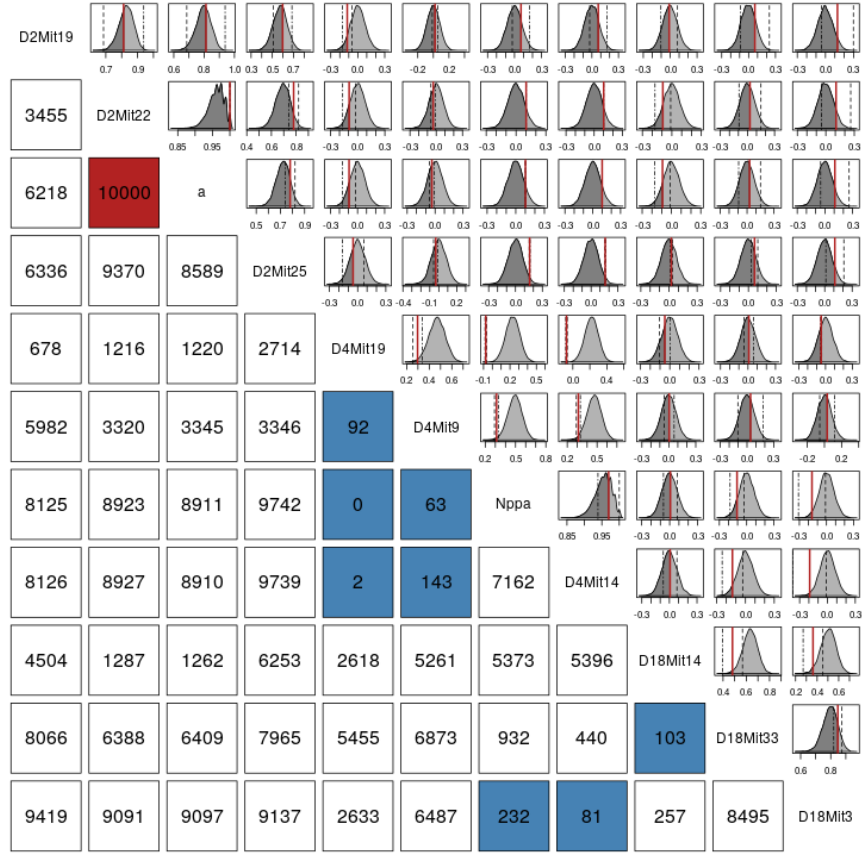 D2Mit19
0.7 0.9 0.6 0.8 1.0 0.3 0.5 0.7 -0.3 0.0 0.3 -0.2 0.2 -0.3 0.0 0.3 -0.3 0.0 0.3 -0.3 0.0 0.3 -0.3 0.0 0.3 -0.3 0.0 0.3
3455 D2Mit22
0.85 0.95 0.4 0.6 0.8 -0.3 0.0 0.3 -0.3 0.0 0.3 -0.3 0.0 0.3 -0.3 0.0 0.3 -0.3 0.0 0.3 -0.3 0.0 0.3 -0.3 0.0 0.3
6218 10000 a
0.5 0.7 0.9 -0.3 0.0 0.3 -0.3 0.0 0.3 -0.3 0.0 0.3 -0.3 0.0 0.3 -0.3 0.0 0.3 -0.3 0.0 0.3 -0.3 0.0 0.3
6336 9370 8589 D2Mit25
-0.3 0.0 0.3 -0.4 -0.1 0.2 -0.3 0.0 0.3 -0.3 0.0 0.3 -0.3 0.0 0.3 -0.3 0.0 0.3 -0.3 0.0 0.3
678 1216 1220 2714 D4Mit19
0.2 0.4 0.6 -0.1 0.2 0.5 0.0 0.4 -0.3 0.0 0.3 -0.3 0.0 0.3 -0.3 0.0 0.3
5982 3320 3345 3346 92 D4Mit9
0.2 0.5 0.8 0.2 0.6 -0.3 0.0 0.3 -0.3 0.0 0.3 -0.2 0.2
8125 8923 8911 9742 0 63 Nppa
0.85 0.95 -0.3 0.0 0.3 -0.3 0.0 0.3 -0.3 0.0 0.3
8126 8927 8910 9739 2 143 7162 D4Mit14
-0.3 0.0 0.3 -0.3 0.0 0.3 -0.3 0.0 0.3
4504 1287 1262 6253 2618 5261 5373 5396 D18Mit14
0.4 0.6 0.8 0.2 0.4 0.6
8066 6388 6409 7965 5455 6873 932 440 103 D18Mit33
0.6 0.8
9419 9091 9097 9137 2633 6487 232 81 257 8495 D18Mit3